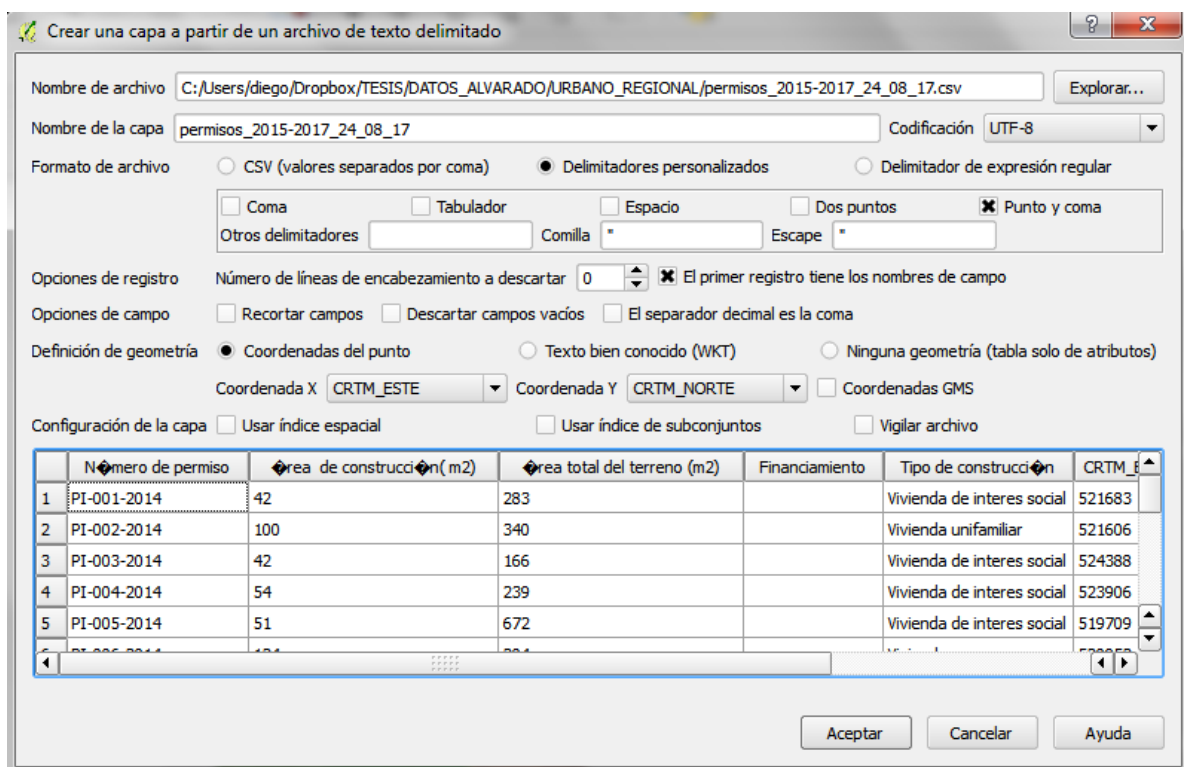 Crear una capa a partir de un archivo de texto delimitado
Nombre de archivo C:/Users/diego/Dropbox/TESIS/DATOS_ALVARADO/URBANO_REGIONAL/permisos_2015-2017_24_08_17.csv Explorar...
Nombre de la capa permisos_2015-2017_24_08_17 Codificación UTF-8
Formato de archivo CSV (valores separados por coma) Delimitadores personalizados Delimitador de expresión regular
Coma Tabulador Espacio Dos puntos Punto y coma
Otros delimitadores Comilla " Escape "
Opciones de registro Número de líneas de encabezamiento a descartar 0 El primer registro tiene los nombres de campo
Opciones de campo Recortar campos Descartar campos vacíos El separador decimal es la coma
Definición de geometría Coordenadas del punto Texto bien conocido (WKT) Ninguna geometría (tabla solo de atributos)
Coordenada X CRTM_ESTE Coordenada Y CRTM_NORTE Coordenadas GMS
Configuración de la capa Usar índice espacial Usar índice de subconjuntos Vigilar archivo
N�mero de permiso �rea de construcci�n( m2) �rea total del terreno (m2) Financiamiento Tipo de construcci�n CRTM_E
1 PI-001-2014 42 283 Vivienda de interes social 521683
2 PI-002-2014 100 340 Vivienda unifamiliar 521606
3 PI-003-2014 42 166 Vivienda de interes social 524388
4 PI-004-2014 54 239 Vivienda de interes social 523906
5 PI-005-2014 51 672 Vivienda de interes social 519709
Aceptar Cancelar Ayuda